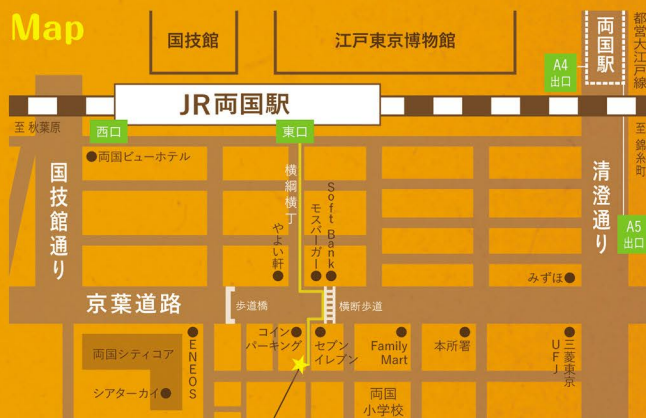 Map
国技館
江戸東京博物館
両国駅
都営大江戸線
A4
出口
JR両国駅
至 秋葉原
西口
東口
至 錦糸町
両国ビューホテル
国技館通り
横綱横丁
清澄通り
A5
出口
やよい軒
モスバーガー
Soft Bank
みずほ
京葉道路
歩道橋
横断歩道
ENEOS
コイン
パーキング
セブン
イレブン
Family
Mart
本所署
三菱東京
UFJ
両国シティコア
シアターカイ
両国
小学校